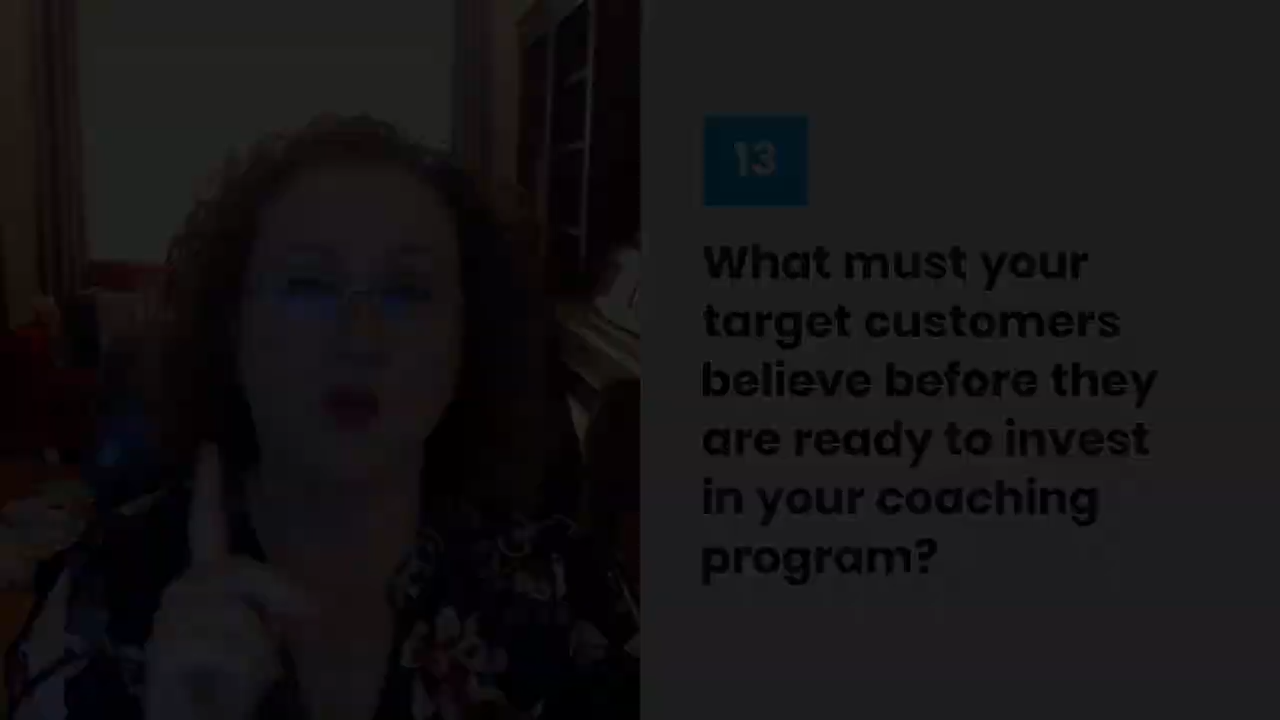 13
What must your
target customers
believe before they
are ready to invest
in your coaching
program?